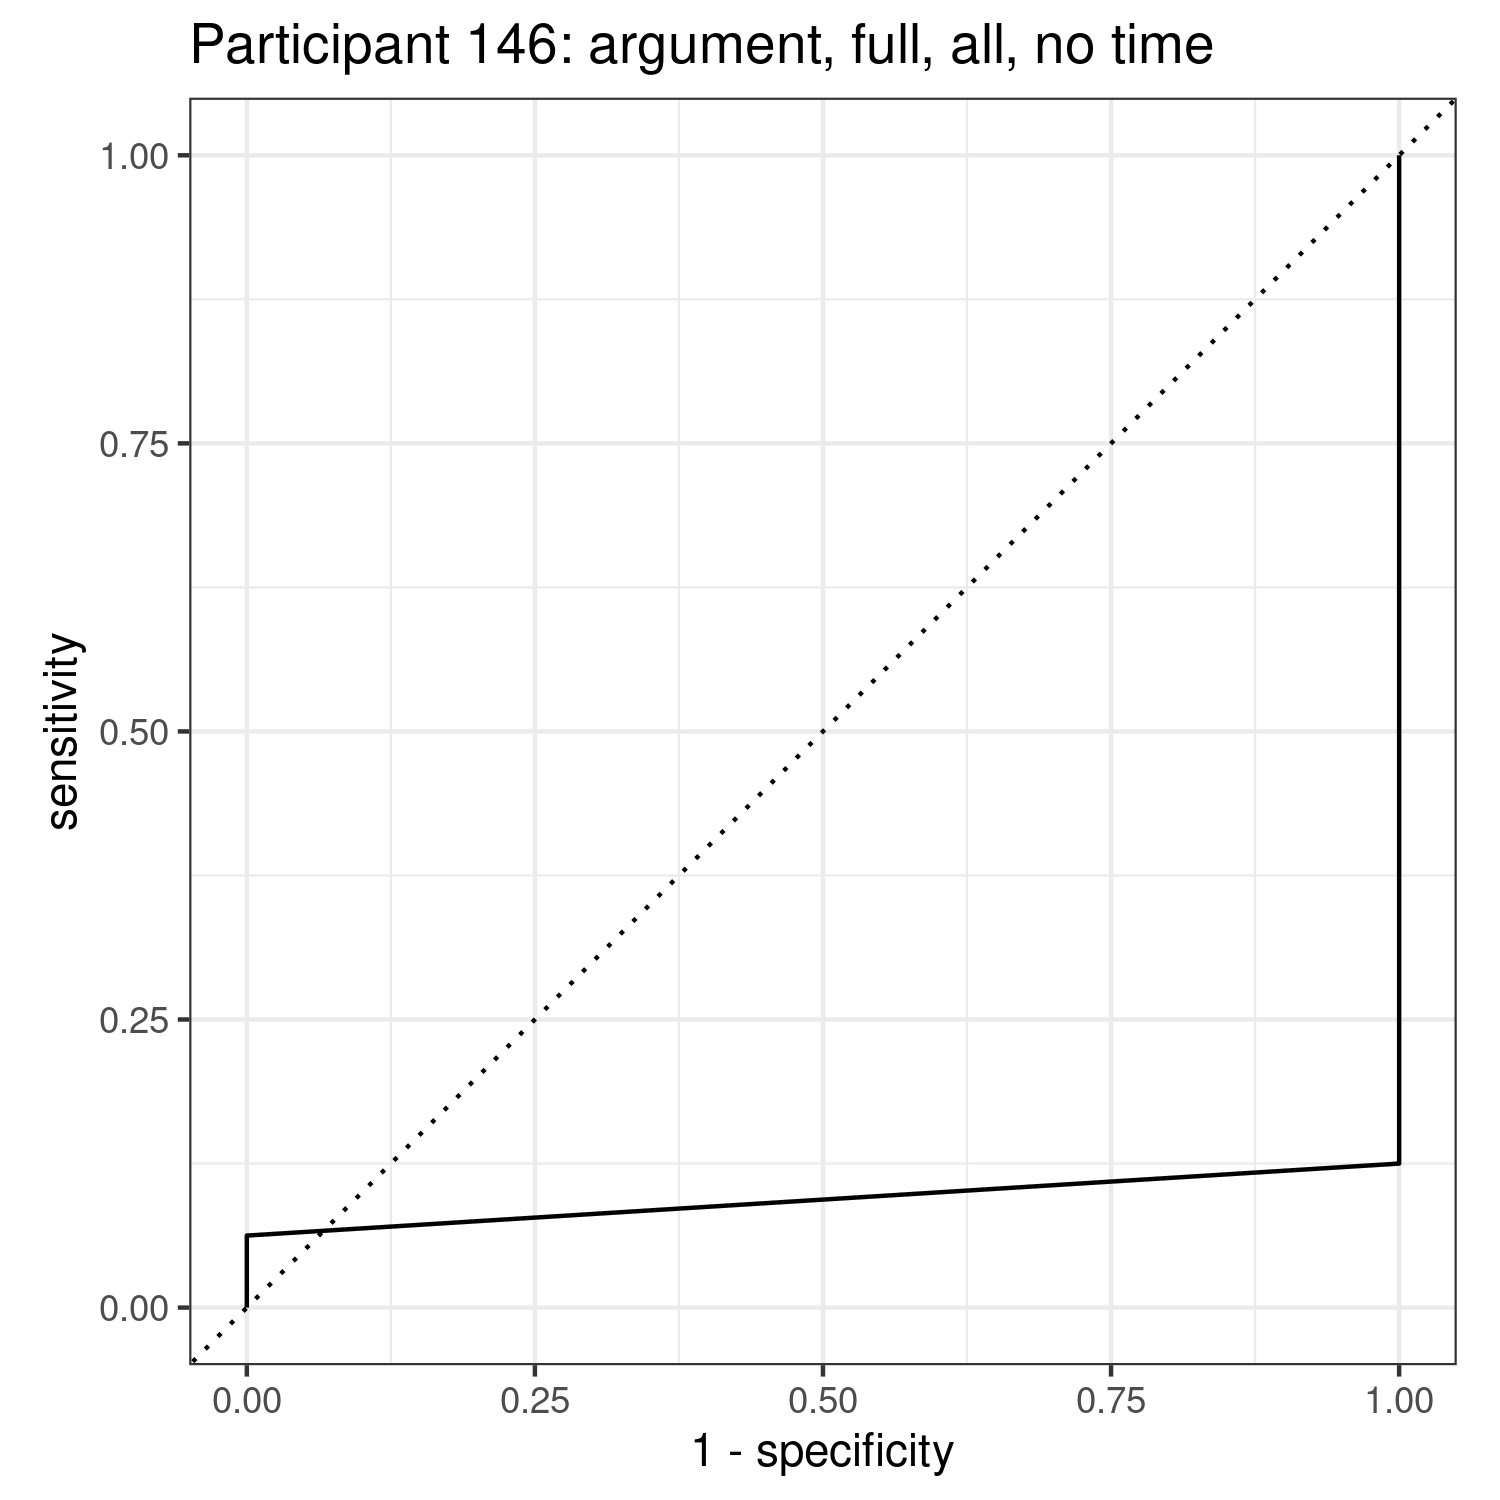 Participant 146: argument, full, all, no time
1.00
0.75
0.50
0.25
0.00
sensitivity
0.00 0.25 0.50 0.75 1.00
1 - specificity